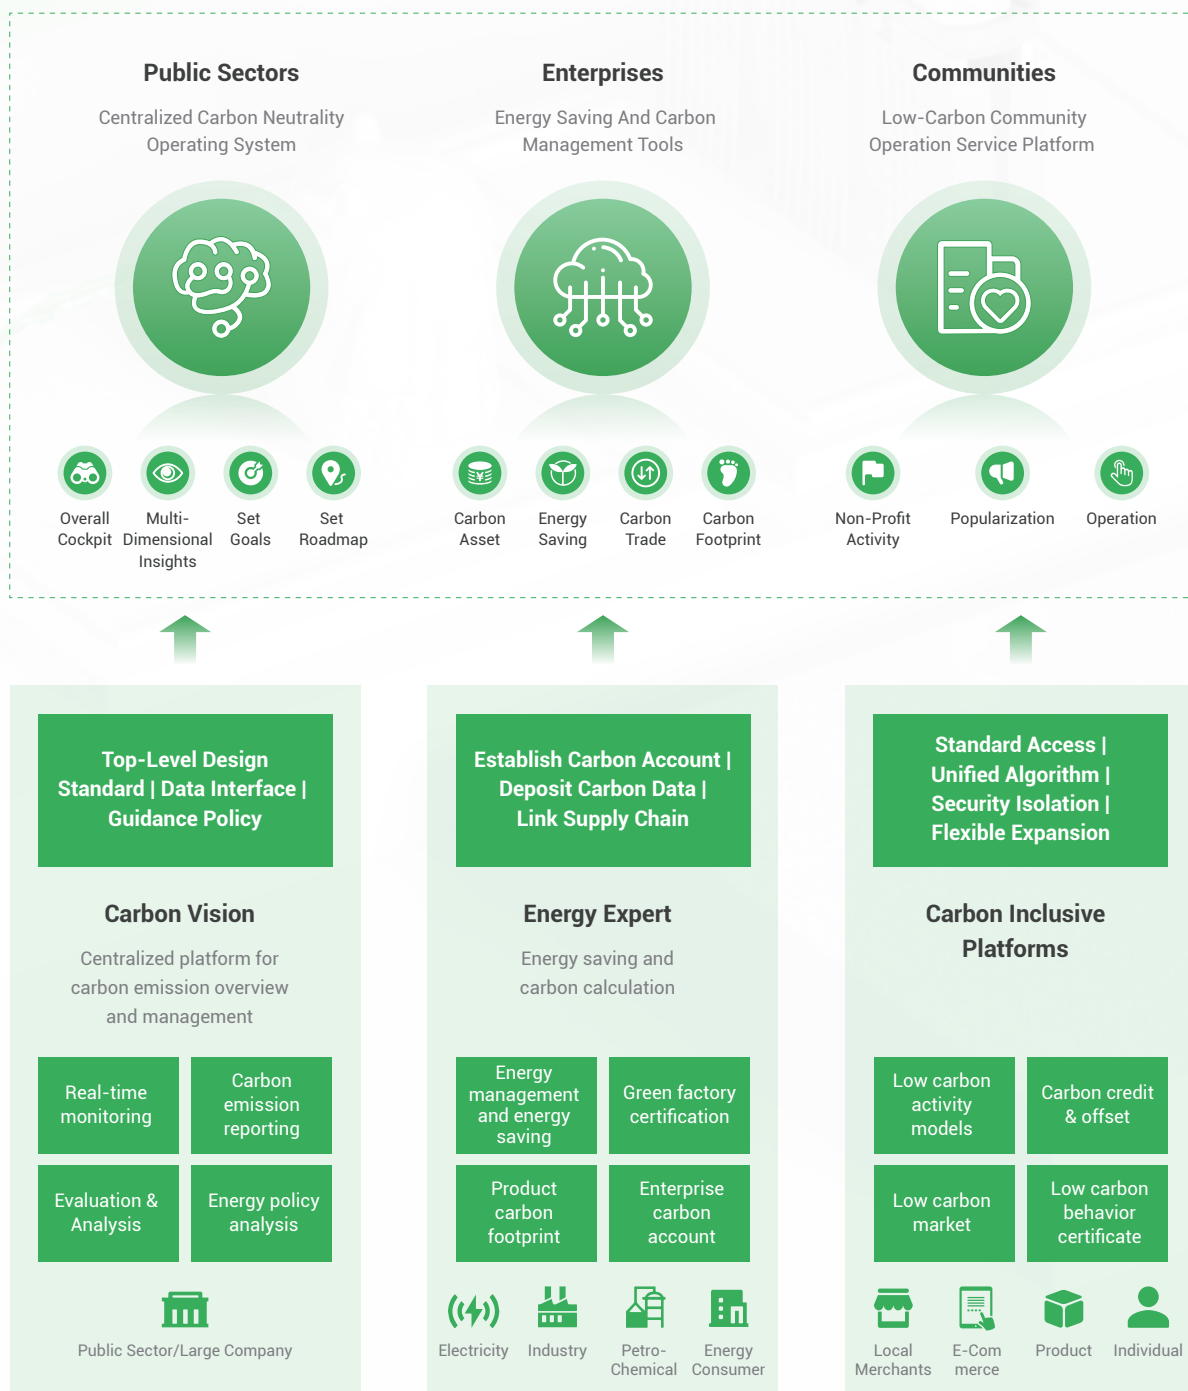 Public Sectors
Centralized Carbon Neutrality
Operating System
Enterprises
Energy Saving And Carbon
Management Tools
Communities
Low-Carbon Community
Operation Service Platform
Overall
Cockpit
Multi-
Dimensional
Insights
Set
Goals
Set
Roadmap
Carbon
Asset
Energy
Saving
Carbon
Trade
Carbon
Footprint
Non-Profit
Activity
Popularization
Operation
Top-Level Design
Standard | Data Interface |
Guidance Policy
Carbon Vision
Centralized platform for
carbon emission overview
and management
Real-time
monitoring
Carbon
emission
reporting
Evaluation &
Analysis
Energy policy
analysis
Public Sector/Large Company
Establish Carbon Account |
Deposit Carbon Data |
Link Supply Chain
Energy Expert
Energy saving and
carbon calculation
Energy
management
and energy
saving
Green factory
certification
Product
carbon
footprint
Enterprise
carbon
account
Electricity
Industry
Petro-
Chemical
Energy
Consumer
Standard Access |
Unified Algorithm |
Security Isolation |
Flexible Expansion
Carbon Inclusive
Platforms
Low carbon
activity
models
Carbon credit
& offset
Low carbon
market
Low carbon
behavior
certificate
Local
Merchants
E-Com
merce
Product
Individual